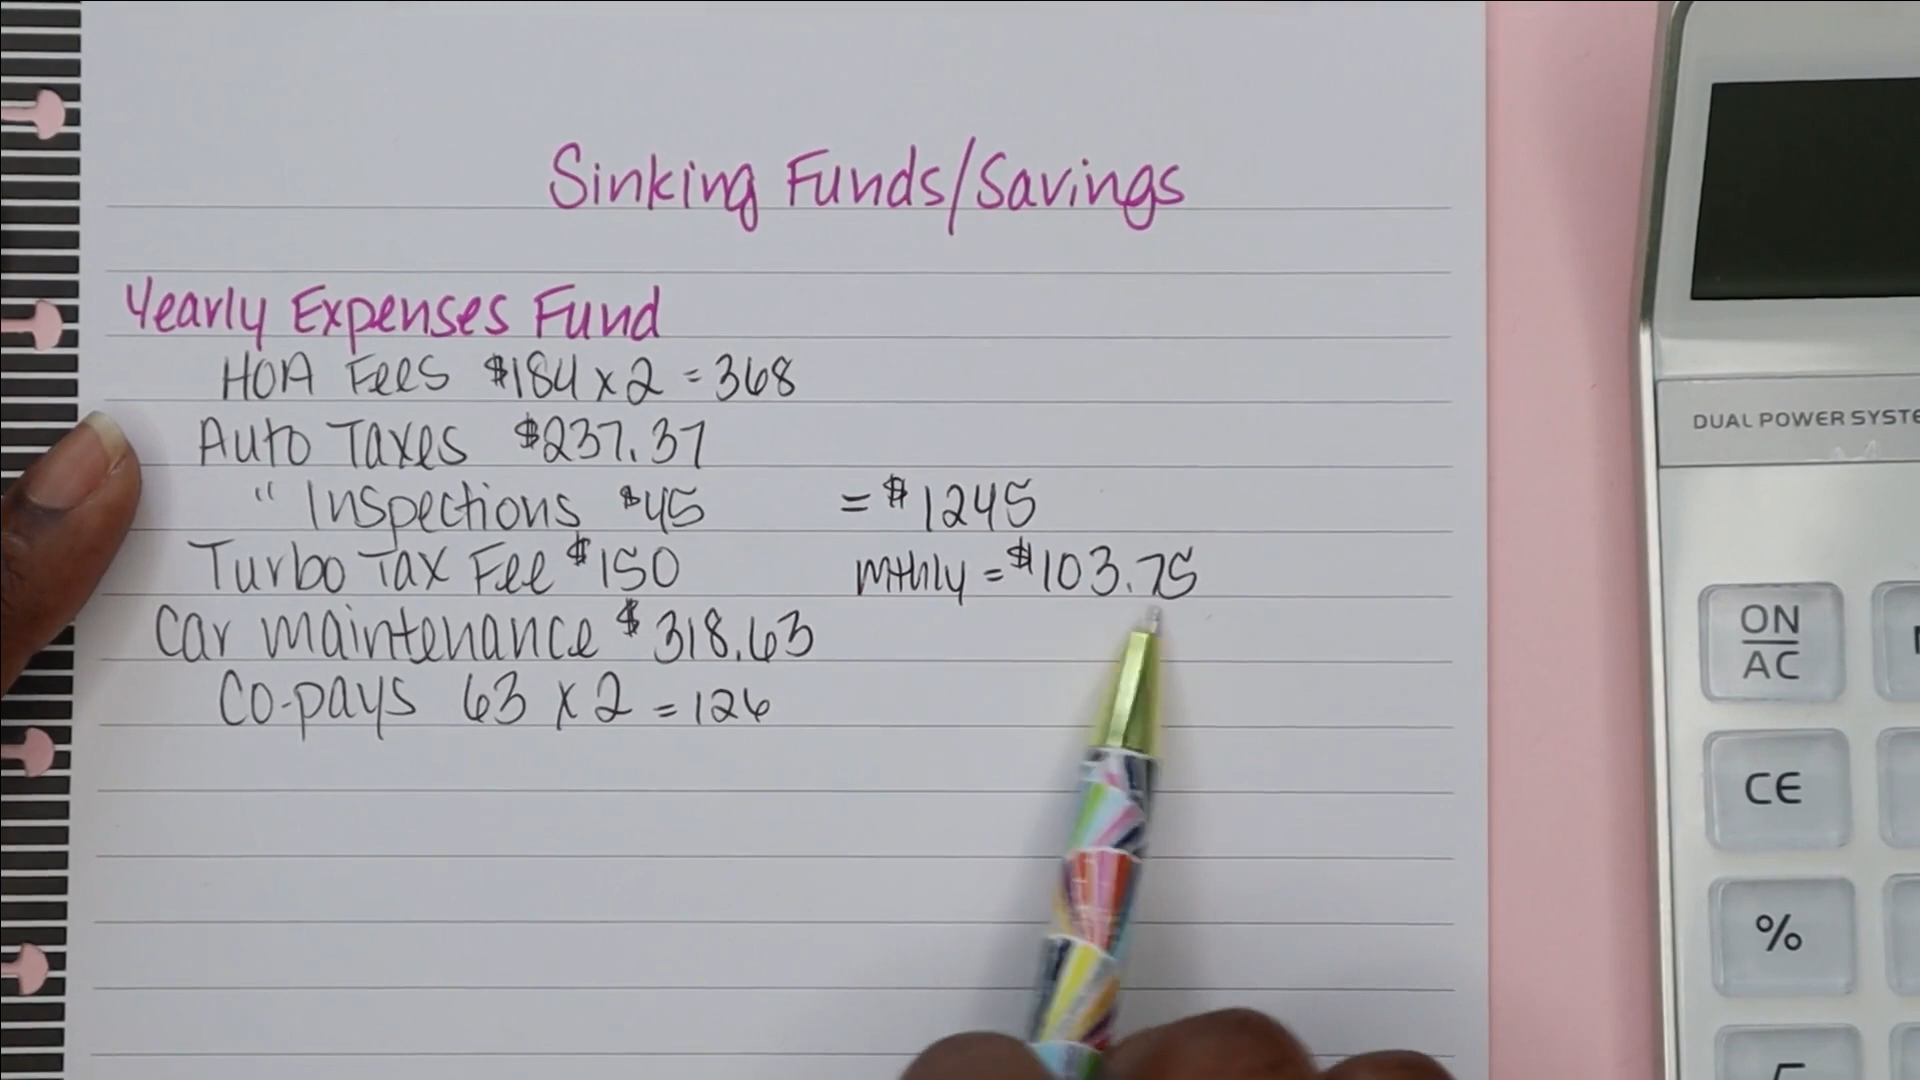 Sinking Funds/Savings
Yearly Expenses Fund
HOA Fees $184 x 2 = 368
Auto Taxes $237.37
" Inspections $45 = $1245
Turbo Tax Fee $150 mthly = $103.75
Car maintenance $318.63
Co-pays 63 x 2 = 126
DUAL POWER SYSTE
ON
AC
CE
%